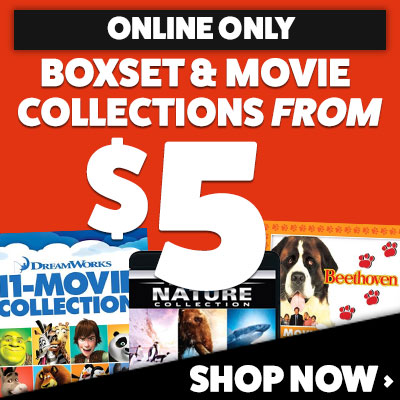 ONLINE ONLY
BOXSET & MOVIE
COLLECTIONS FROM
$5
DREAMWORKS
11-MOVIE
COLLECTION
NATURE
COLLECTION
Beethoven
SHOP NOW ›